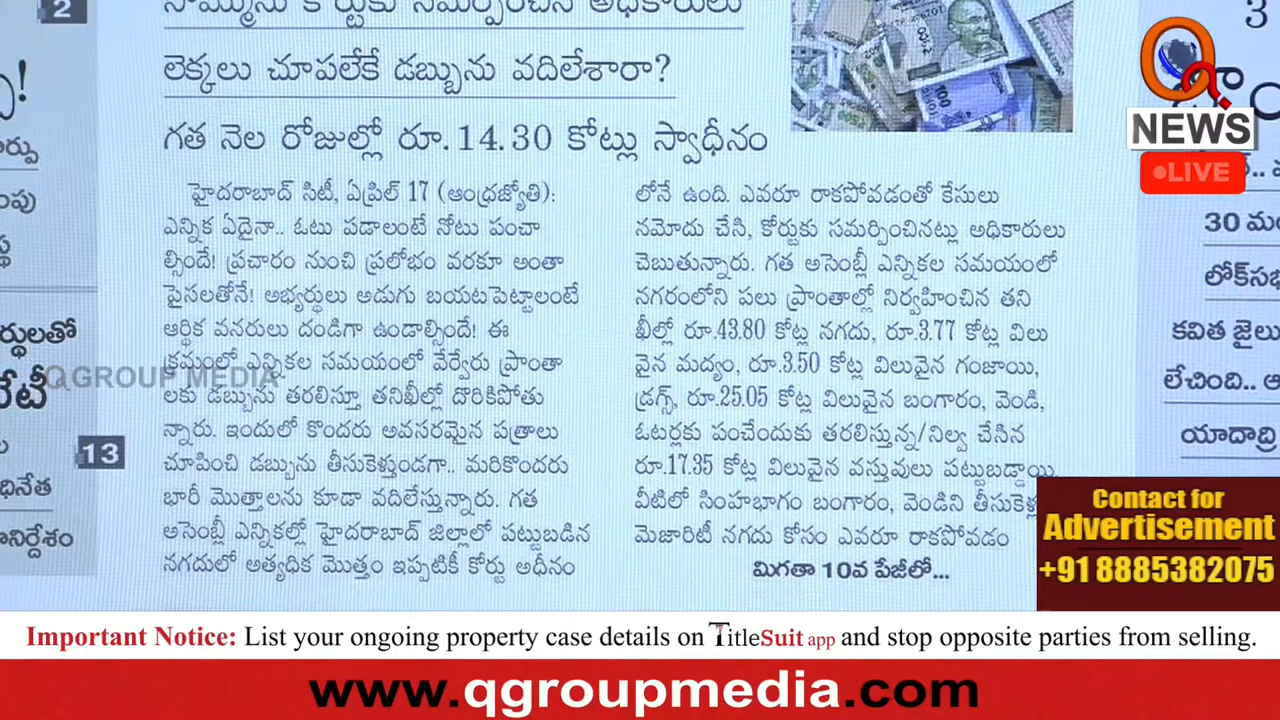 2
సొమ్మును కోర్టుకు సమర్పించిన అధికారులు
లెక్కలు చూపలేకే డబ్బును వదిలేశారా?
గత నెల రోజుల్లో రూ.14.30 కోట్లు స్వాధీనం
హైదరాబాద్ సిటీ, ఏప్రిల్ 17 (ఆంధ్రజ్యోతి):
ఎన్నిక ఏదైనా.. ఓటు పడాలంటే నోటు పంచా
ల్సిందే! ప్రచారం నుంచి ప్రలోభం వరకూ అంతా
పైసలతోనే! అభ్యర్థులు అడుగు బయటపెట్టాలంటే
ఆర్థిక వనరులు దండిగా ఉండాల్సిందే! ఈ
క్రమంలో ఎన్నికల సమయంలో వేర్వేరు ప్రాంతా
లకు డబ్బును తరలిస్తూ తనిఖీల్లో దొరికిపోతు
న్నారు. ఇందులో కొందరు అవసరమైన పత్రాలు
చూపించి డబ్బును తీసుకెళ్తుండగా.. మరికొందరు
భారీ మొత్తాలను కూడా వదిలేస్తున్నారు. గత
అసెంబ్లీ ఎన్నికల్లో హైదరాబాద్ జిల్లాలో పట్టుబడిన
నగదులో అత్యధిక మొత్తం ఇప్పటికీ కోర్టు అధీనం
లోనే ఉంది. ఎవరూ రాకపోవడంతో కేసులు
నమోదు చేసి, కోర్టుకు సమర్పించినట్లు అధికారులు
చెబుతున్నారు. గత అసెంబ్లీ ఎన్నికల సమయంలో
నగరంలోని పలు ప్రాంతాల్లో నిర్వహించిన తని
ఖీల్లో రూ.43.80 కోట్ల నగదు, రూ.3.77 కోట్ల విలు
వైన మద్యం, రూ.3.50 కోట్ల విలువైన గంజాయి,
డ్రగ్స్, రూ.25.05 కోట్ల విలువైన బంగారం, వెండి,
ఓటర్లకు పంచేందుకు తరలిస్తున్న/నిల్వ చేసిన
రూ.17.35 కోట్ల విలువైన వస్తువులు పట్టుబడ్డాయి.
వీటిలో సింహభాగం బంగారం, వెండిని
మెజారిటీ నగదు కోసం ఎవరూ రాకపోవడం
మిగతా 10వ పేజీలో...
13
3
30
కవిత
లేచింది..
యాదాద్రి
QGROUP MEDIA
Q
NEWS
LIVE
Contact for
Advertisement
+91 8885382075
Important Notice: List your ongoing property case details on TitleSuit app and stop opposite parties from selling.
www.qgroupmedia.com